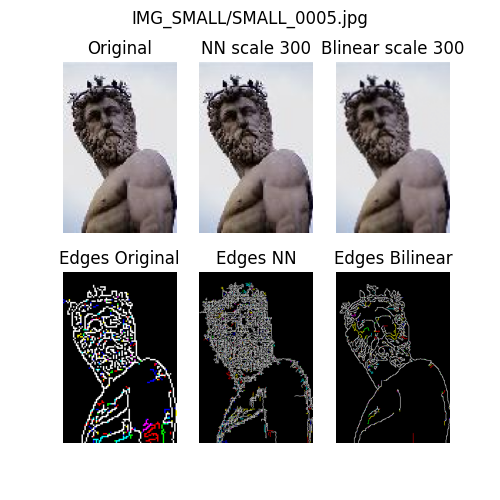 IMG_SMALL/SMALL_0005.jpg
Original NN scale 300 Blinear scale 300
Edges Original Edges NN Edges Bilinear